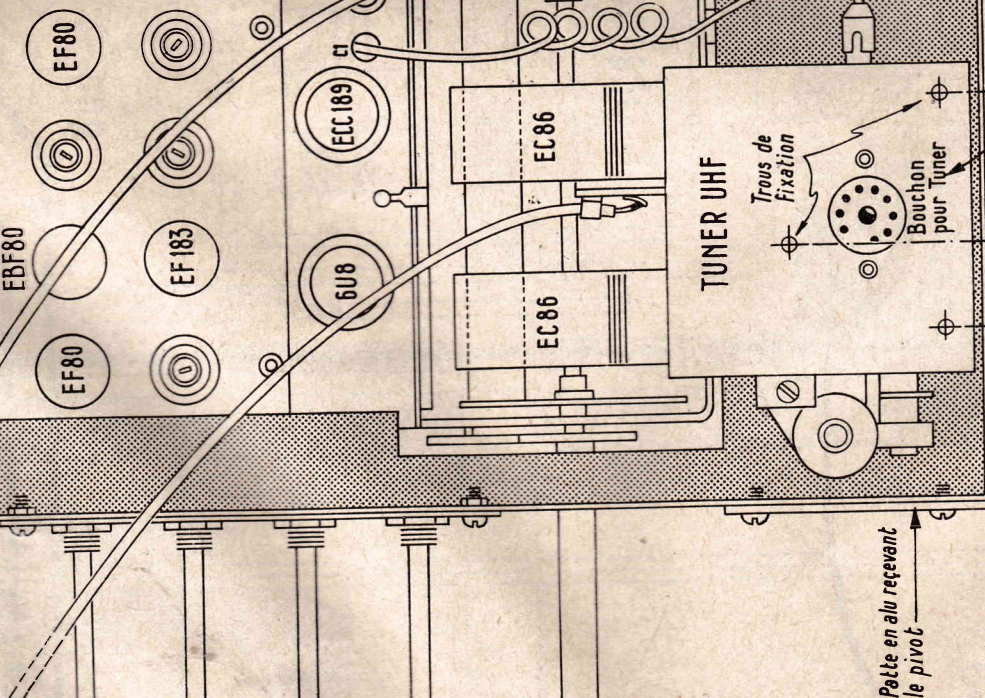 EF80
EBF80
EF80
EF183
C1
ECC189
6U8
EC86
EC86
TUNER UHF
Trous de
fixation
Bouchon
pour Tuner
Patte en alu reçevant
le pivot